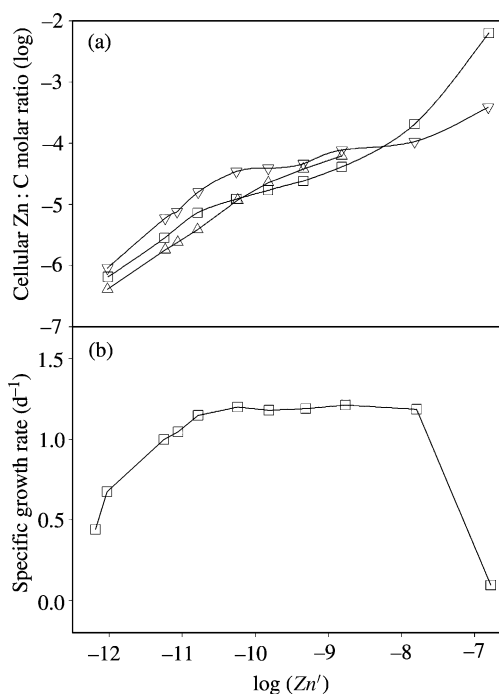 (a)
Cellular Zn : C molar ratio (log)
−2
−3
−4
−5
−6
−7
(b)
Specific growth rate (d⁻¹)
1.5
1.0
0.5
0.0
−12 −11 −10 −9 −8 −7
log (Zn′)